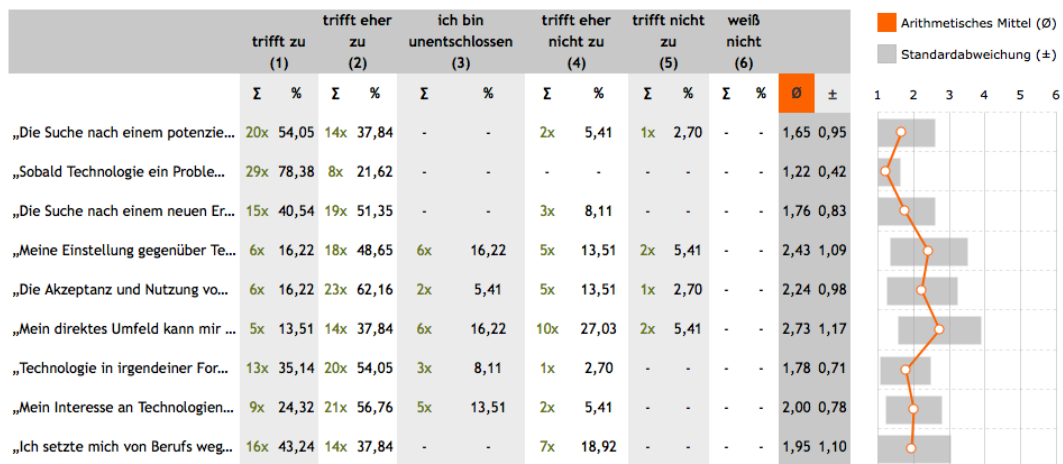 trifft zu (1) trifft eher zu (2) ich bin unentschlossen (3) trifft eher nicht zu (4) trifft nicht zu (5) weiß nicht (6)
Arithmetisches Mittel (Ø)
Standardabweichung (±)
Σ % Σ % Σ % Σ % Σ % Σ % Ø ± 1 2 3 4 5 6
„Die Suche nach einem potenzie... 20x 54,05 14x 37,84 - - 2x 5,41 1x 2,70 - - 1,65 0,95
„Sobald Technologie ein Proble... 29x 78,38 8x 21,62 - - - - - - - - 1,22 0,42
„Die Suche nach einem neuen Er... 15x 40,54 19x 51,35 - - 3x 8,11 - - - - 1,76 0,83
„Meine Einstellung gegenüber Te... 6x 16,22 18x 48,65 6x 16,22 5x 13,51 2x 5,41 - - 2,43 1,09
„Die Akzeptanz und Nutzung vo... 6x 16,22 23x 62,16 2x 5,41 5x 13,51 1x 2,70 - - 2,24 0,98
„Mein direktes Umfeld kann mir ... 5x 13,51 14x 37,84 6x 16,22 10x 27,03 2x 5,41 - - 2,73 1,17
„Technologie in irgendeiner For... 13x 35,14 20x 54,05 3x 8,11 1x 2,70 - - - - 1,78 0,71
„Mein Interesse an Technologien... 9x 24,32 21x 56,76 5x 13,51 2x 5,41 - - - - 2,00 0,78
„Ich setzte mich von Berufs weg... 16x 43,24 14x 37,84 - - 7x 18,92 - - - - 1,95 1,10